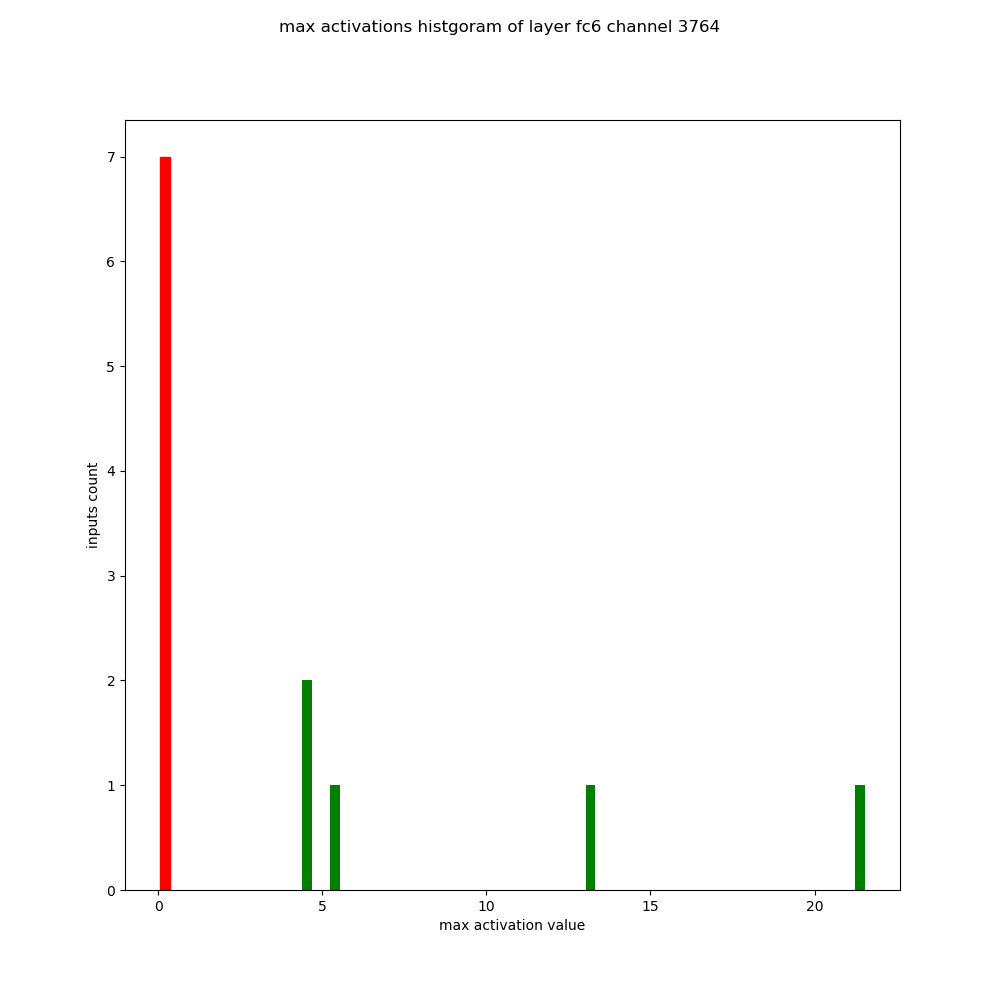 max activations histgoram of layer fc6 channel 3764
7
6
5
4
3
2
1
0
inputs count
0 5 10 15 20
max activation value